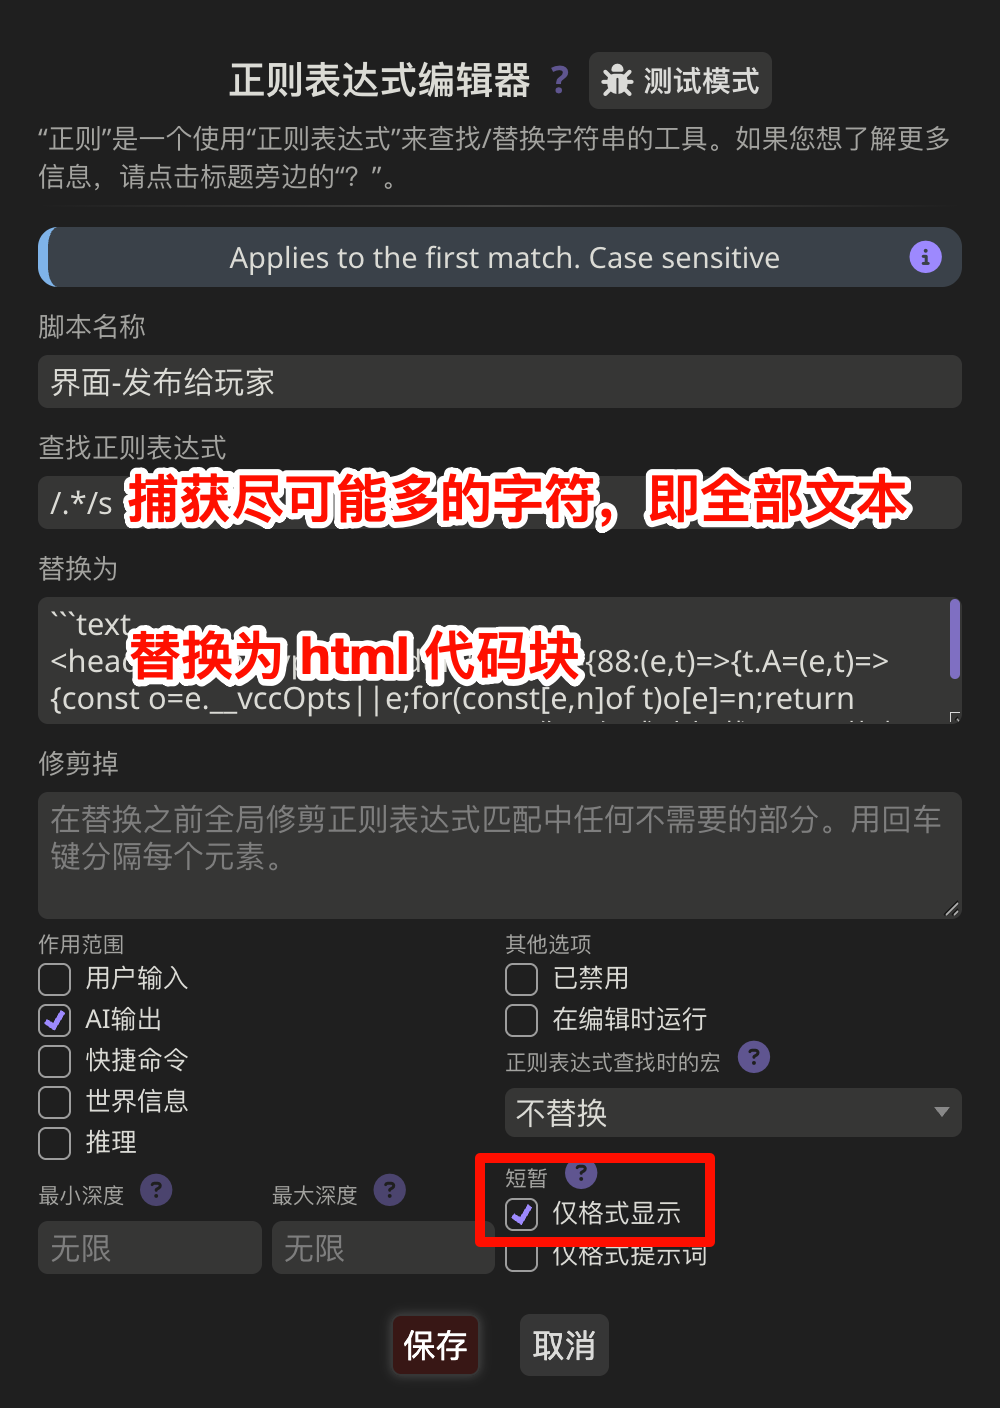 正则表达式编辑器 ? 测试模式
“正则”是一个使用“正则表达式”来查找/替换字符串的工具。如果您想了解更多
信息，请点击标题旁边的“？”。
Applies to the first match. Case sensitive
脚本名称
界面-发布给玩家
查找正则表达式
/.*/s 捕获尽可能多的字符，即全部文本
替换为
```text
替换为 html 代码块
<head {88:(e,t)=>{t.A=(e,t)=>
{const o=e.__vccOpts||e;for(const[e,n]of t)o[e]=n;return
修剪掉
在替换之前全局修剪正则表达式匹配中任何不需要的部分。用回车
键分隔每个元素。
作用范围
用户输入
AI输出
快捷命令
世界信息
推理
其他选项
已禁用
在编辑时运行
正则表达式查找时的宏 ?
不替换
最小深度 ?
无限
最大深度 ?
无限
短暂 ?
仅格式显示
仅格式提示词
保存
取消